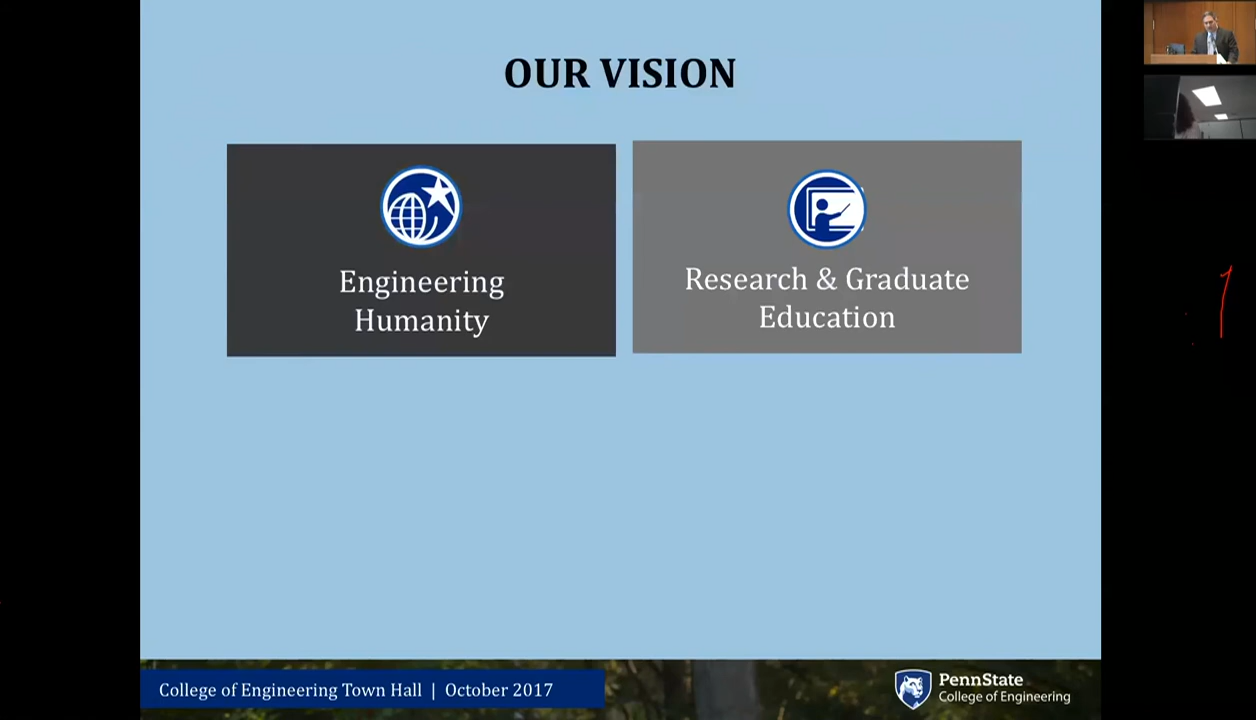 OUR VISION
Engineering
Humanity
Research & Graduate
Education
College of Engineering Town Hall | October 2017
PennState
College of Engineering